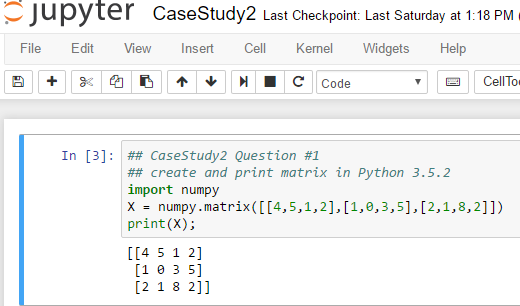 jupyter CaseStudy2 Last Checkpoint: Last Saturday at 1:18 PM
File Edit View Insert Cell Kernel Widgets Help
Code CellToo
In [3]: ## CaseStudy2 Question #1
## create and print matrix in Python 3.5.2
import numpy
X = numpy.matrix([[4,5,1,2],[1,0,3,5],[2,1,8,2]])
print(X);
[[4 5 1 2]
[1 0 3 5]
[2 1 8 2]]